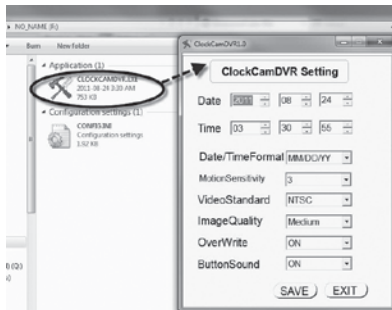 NO_NAME (F:)
Burn New folder
Application (1)
CLOCKCAMDVR.EXE
2011-08-24 3:20 AM
753 KB
Configuration settings (1)
CONFIG.INI
Configuration settings
1.92 KB
ClockCamDVR1.0
ClockCamDVR Setting
Date 2011 08 24
Time 03 30 55
Date/TimeFormat MM/DD/YY
MotionSensitivity 3
VideoStandard NTSC
ImageQuality Medium
OverWrite ON
ButtonSound ON
SAVE EXIT